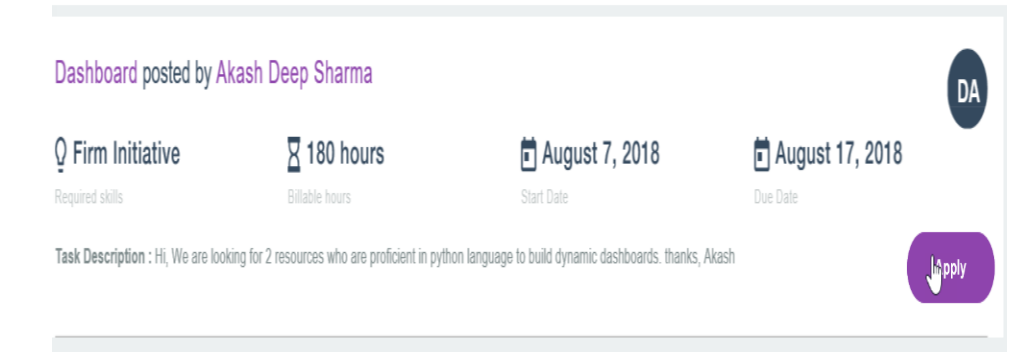 Dashboard posted by Akash Deep Sharma
DA
Firm Initiative 180 hours August 7, 2018 August 17, 2018
Required skills Billable hours Start Date Due Date
Task Description : Hi, We are looking for 2 resources who are proficient in python language to build dynamic dashboards. thanks, Akash
Apply